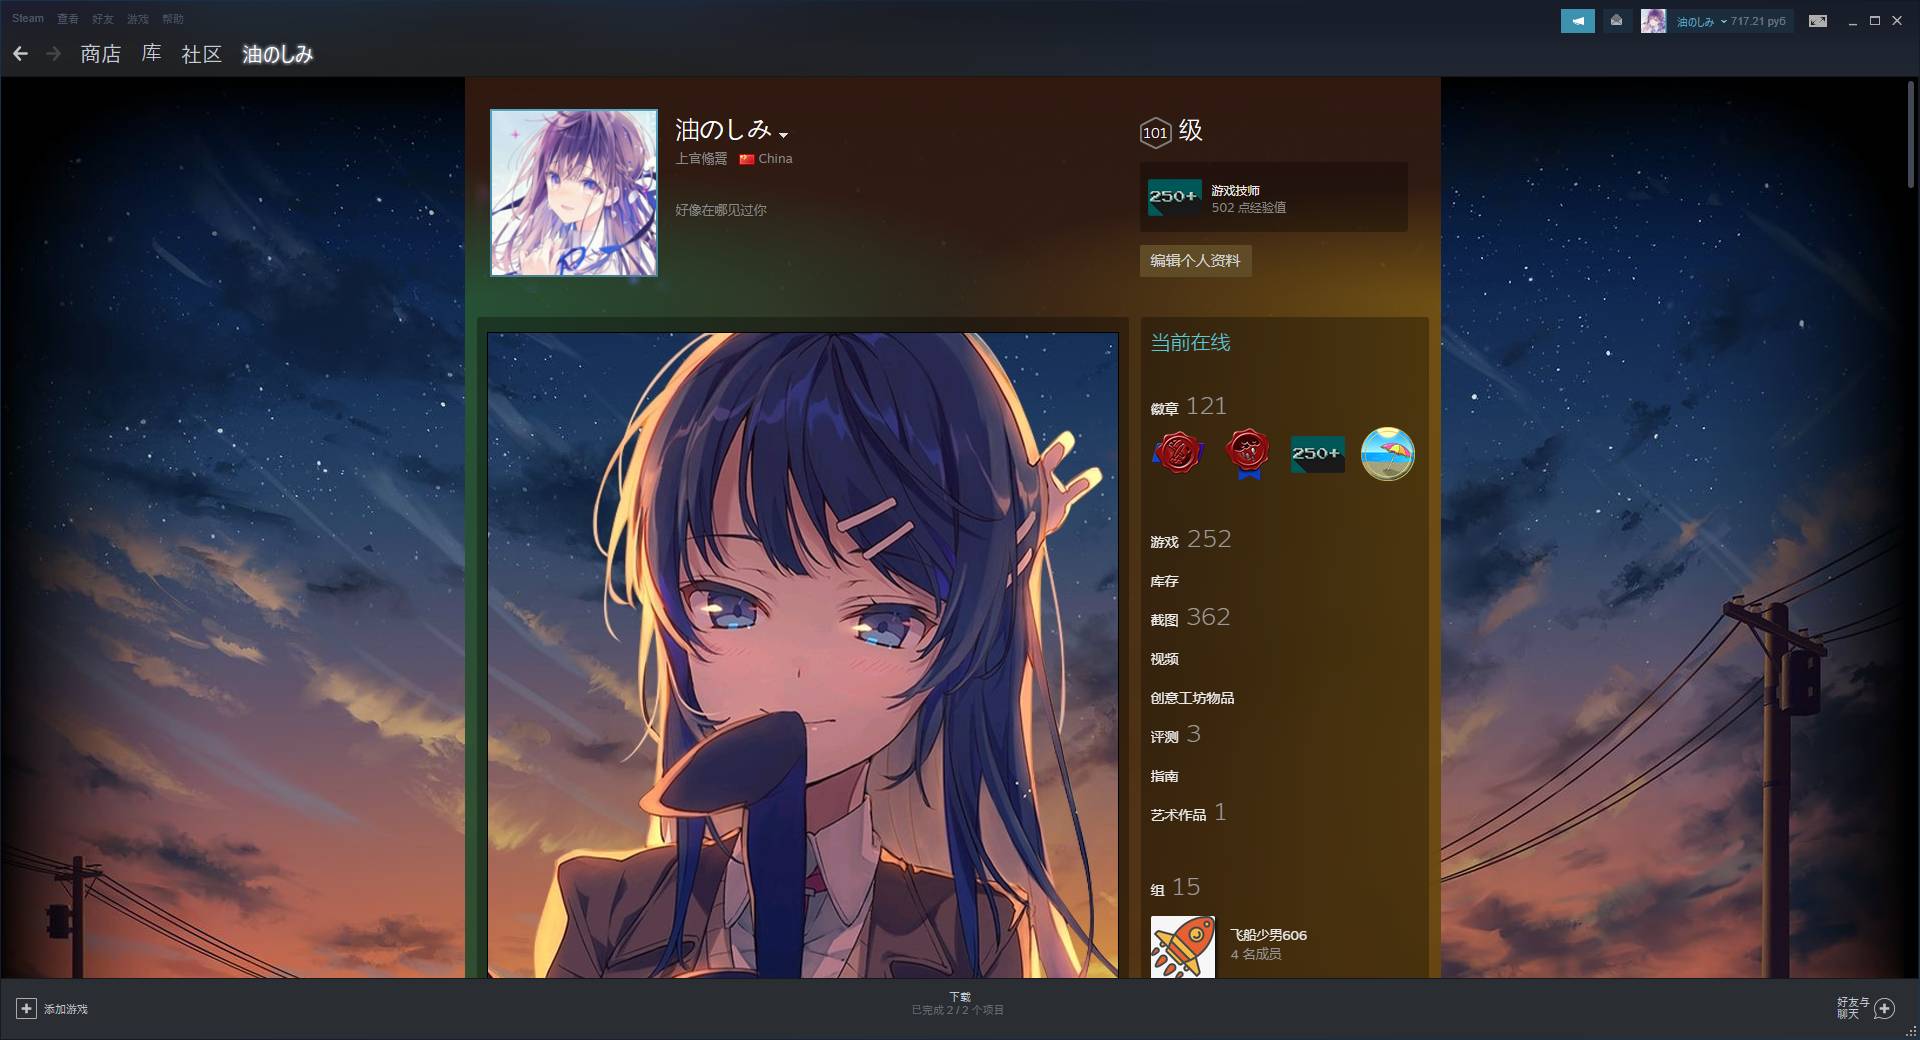 Steam 查看 好友 游戏 帮助
油のしみ 717.21 pуб
商店 库 社区 油のしみ
油のしみ
China
好像在哪见过你
101 级
250+ 游戏技师
502 点经验值
编辑个人资料
当前在线
徽章 121
250+
游戏 252
库存
截图 362
视频
创意工坊物品
评测 3
指南
艺术作品 1
组 15
飞船少男606
4 名成员
添加游戏
下载
已完成 2 / 2 个项目
好友与
聊天